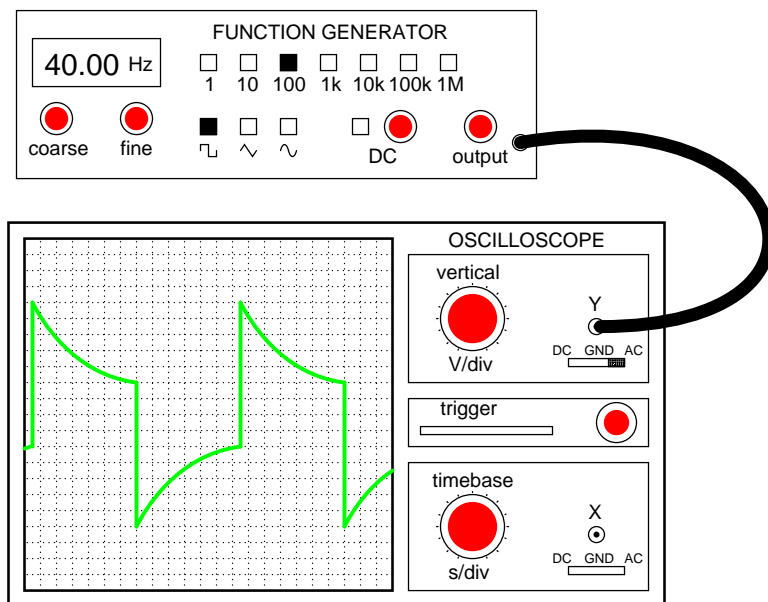 FUNCTION GENERATOR
40.00 Hz
1 10 100 1k 10k 100k 1M
coarse fine DC output
OSCILLOSCOPE
vertical
Y
DC GND AC
V/div
trigger
timebase
X
DC GND AC
s/div